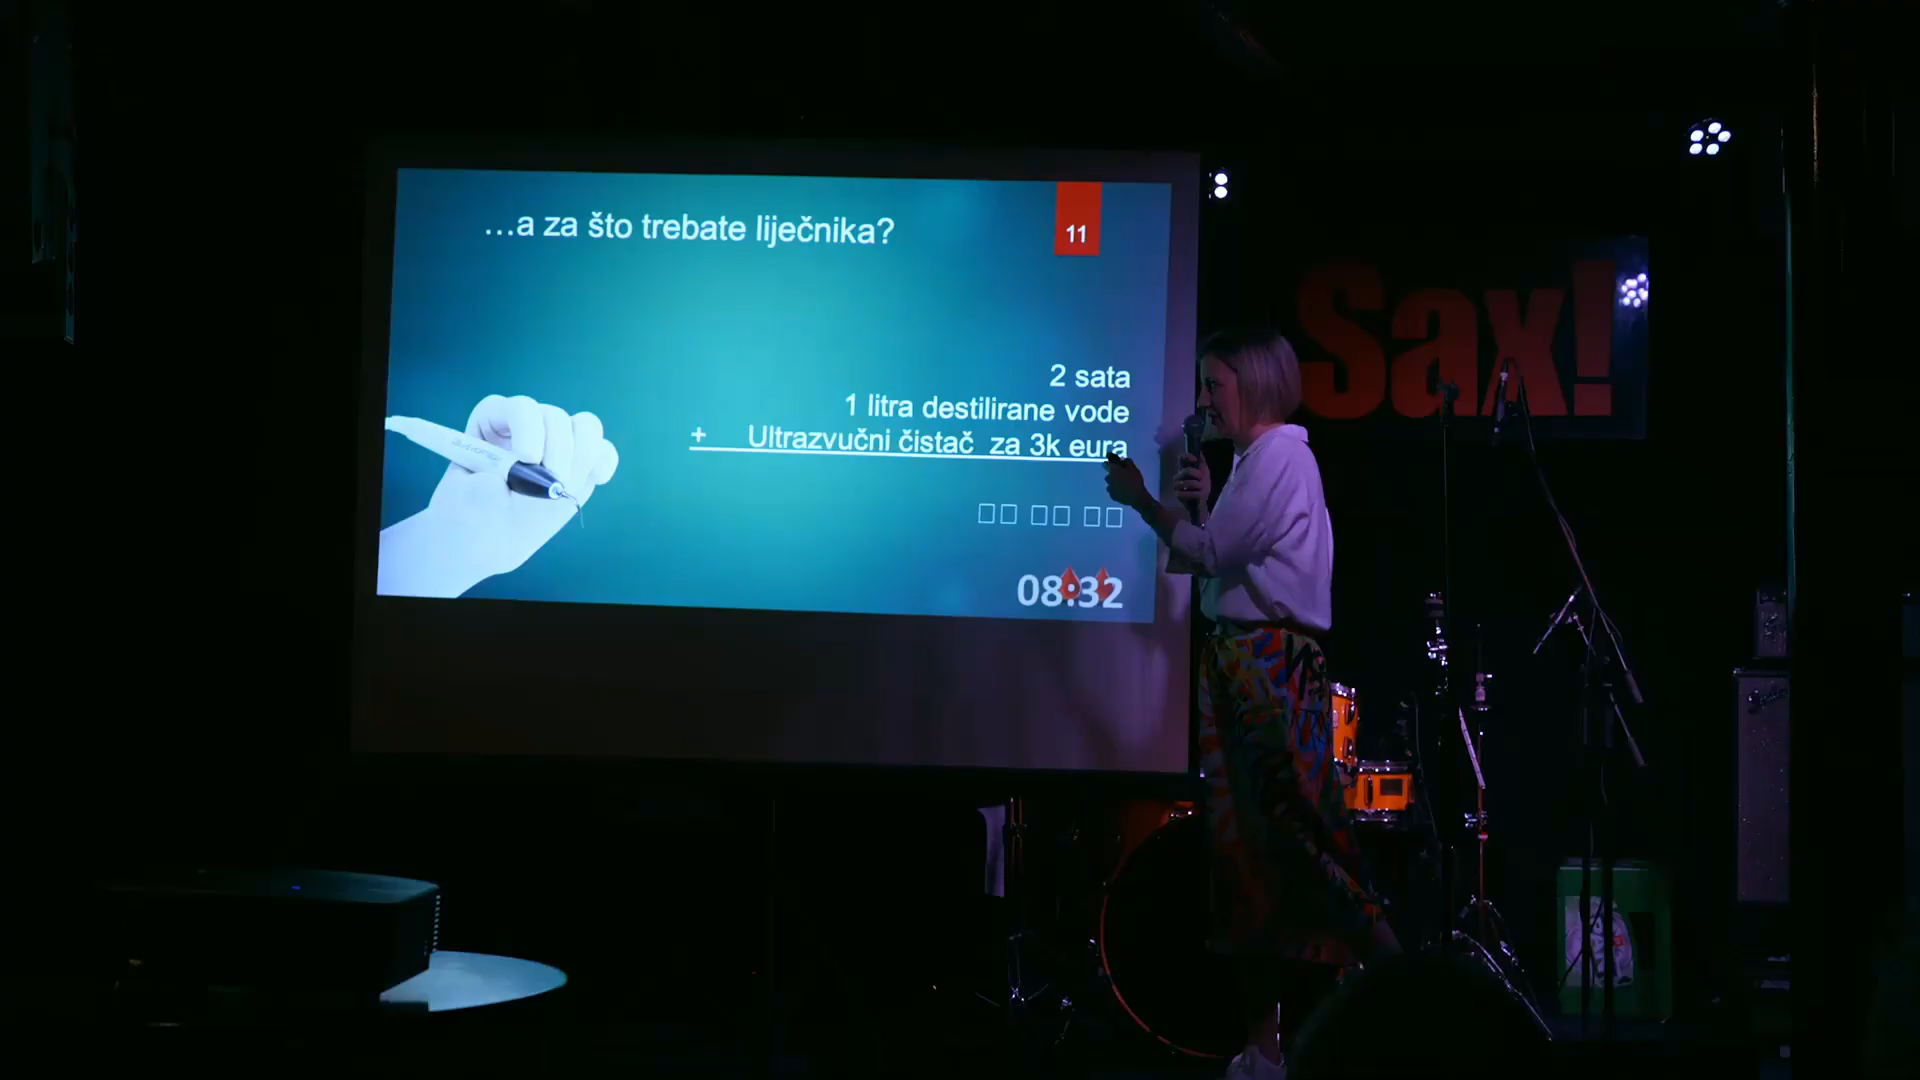 ...a za što trebate liječnika?
11
2 sata
1 litra destilirane vode
+ Ultrazvučni čistač za 3k eura
08:32
Sax!
Fender